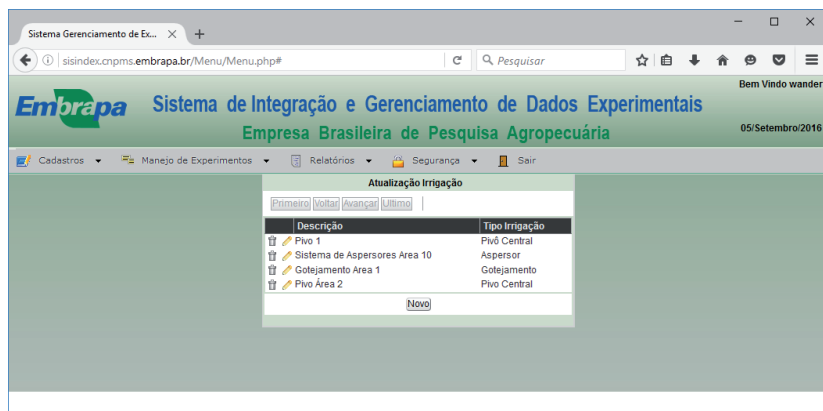 Sistema Gerenciamento de Ex...
sisindex.cnpms.embrapa.br/Menu/Menu.php#
Pesquisar
Bem Vindo wander
Embrapa
Sistema de Integração e Gerenciamento de Dados Experimentais
Empresa Brasileira de Pesquisa Agropecuária
05/Setembro/2016
Cadastros Manejo de Experimentos Relatórios Segurança Sair
Atualização Irrigação
Primeiro Voltar Avançar Ultimo
Descrição Tipo Irrigação
Pivo 1 Pivô Central
Sistema de Aspersores Area 10 Aspersor
Gotejamento Area 1 Gotejamento
Pivo Área 2 Pivo Central
Novo